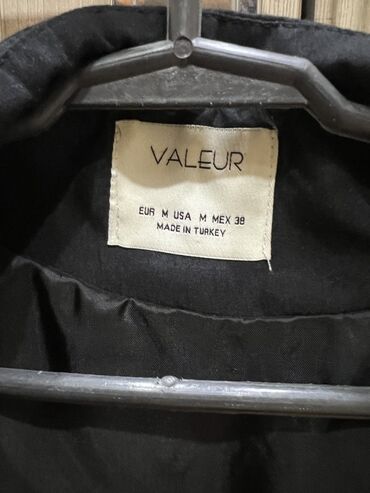 VALEUR
EUR M USA M MEX 38
MADE IN TURKEY